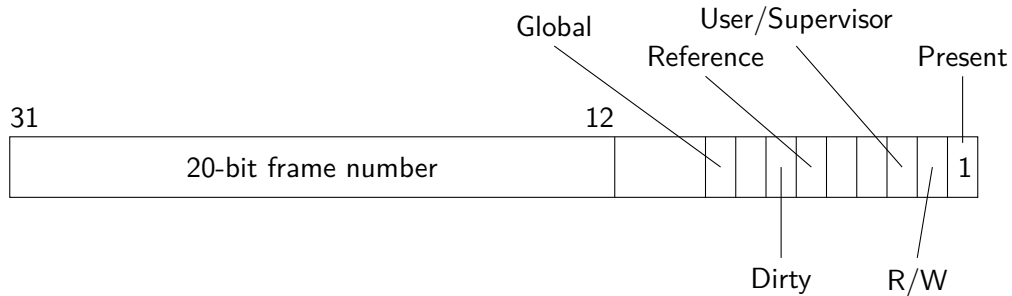 User/Supervisor
Global
Reference
Present
31
12
20-bit frame number
1
Dirty
R/W